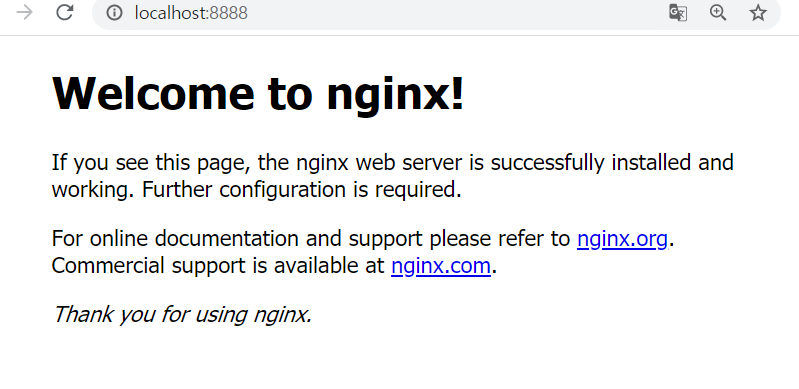 localhost:8888
Welcome to nginx!
If you see this page, the nginx web server is successfully installed and
working. Further configuration is required.
For online documentation and support please refer to nginx.org.
Commercial support is available at nginx.com.
Thank you for using nginx.